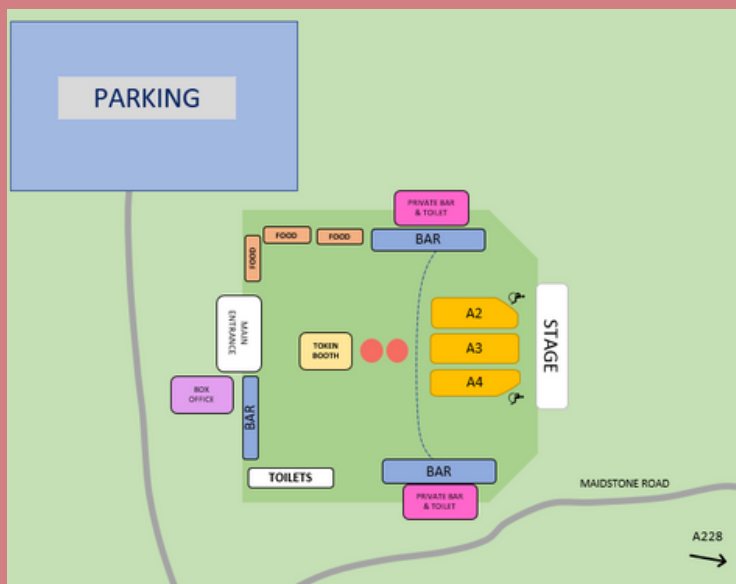 PARKING
PRIVATE BAR
& TOILET
FOOD
FOOD
BAR
FOOD
MAIN
ENTRANCE
A2
STAGE
TOKEN
BOOTH
A3
A4
BOX
OFFICE
BAR
BAR
TOILETS
PRIVATE BAR
& TOILET
MAIDSTONE ROAD
A228